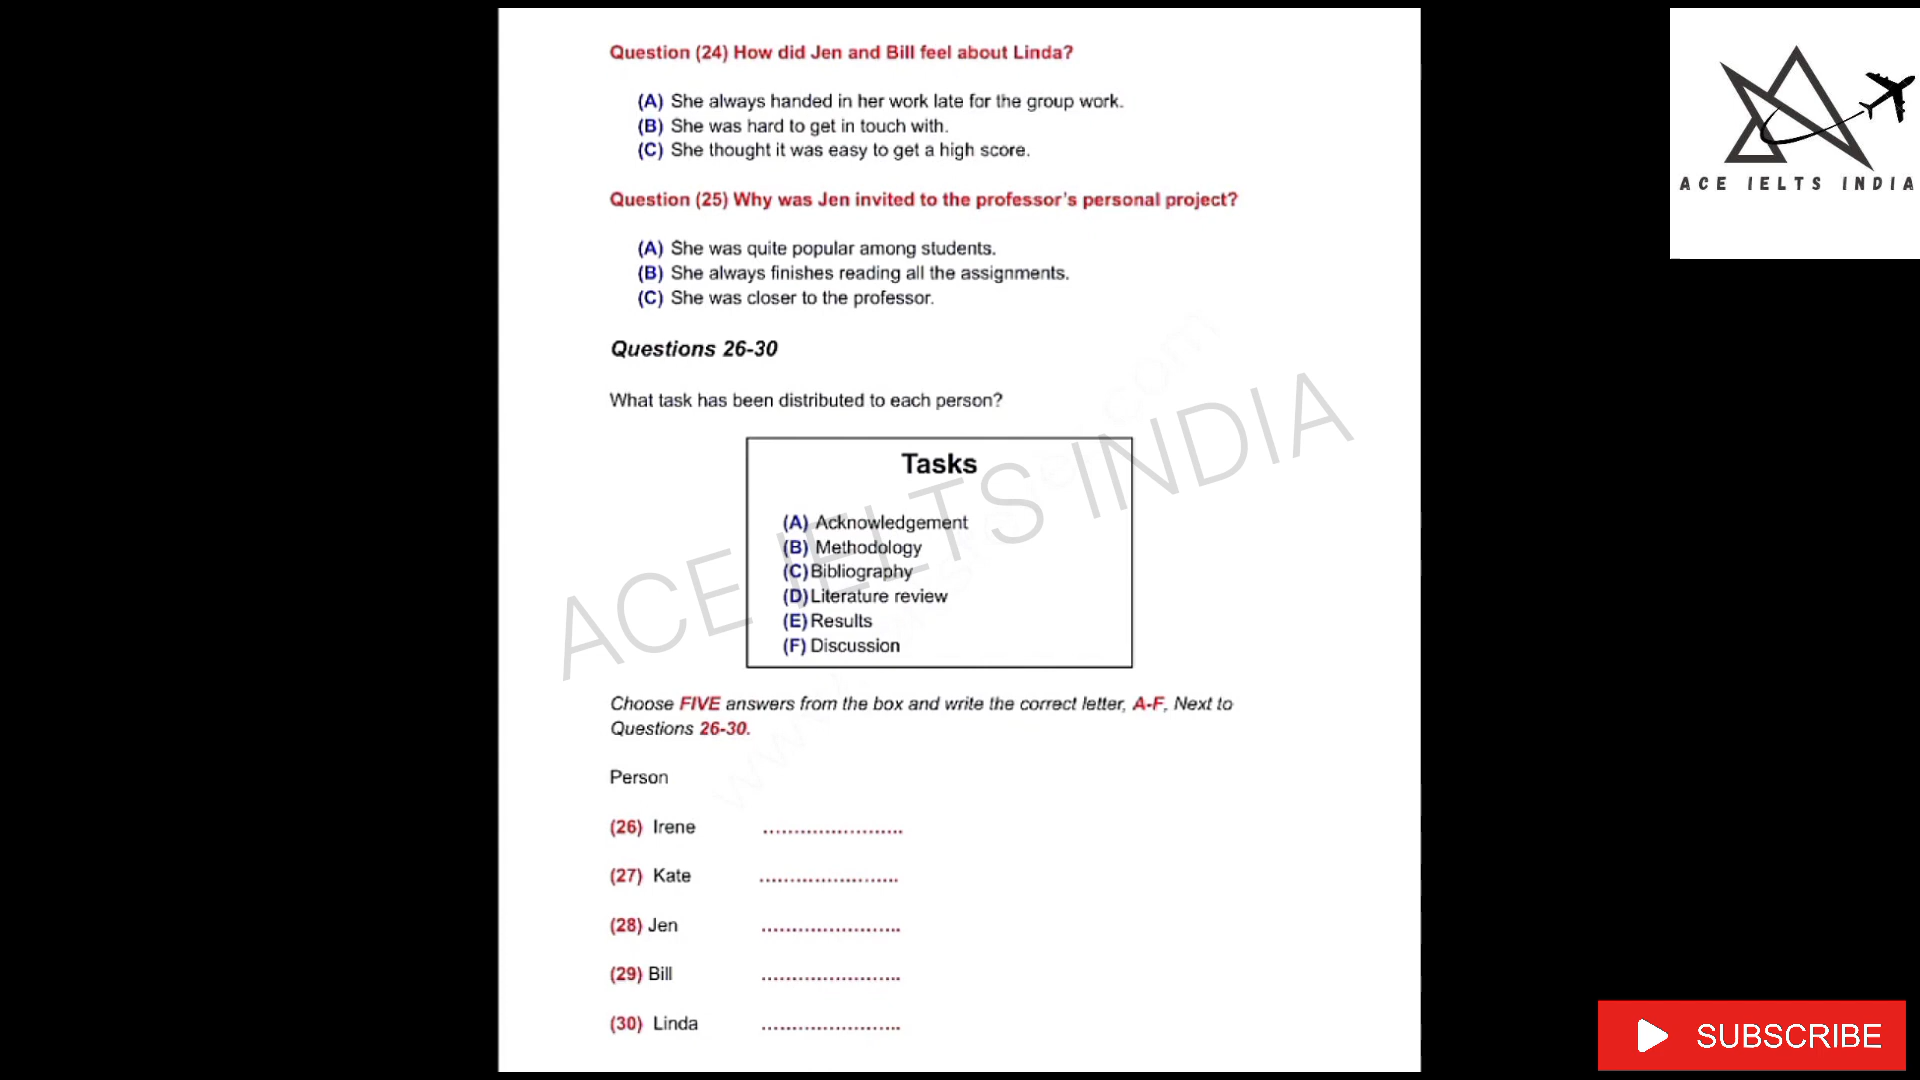 Question (24) How did Jen and Bill feel about Linda?
(A) She always handed in her work late for the group work.
(B) She was hard to get in touch with.
(C) She thought it was easy to get a high score.
Question (25) Why was Jen invited to the professor's personal project?
(A) She was quite popular among students.
(B) She always finishes reading all the assignments.
(C) She was closer to the professor.
Questions 26-30
What task has been distributed to each person?
Tasks
(A) Acknowledgement
(B) Methodology
(C) Bibliography
(D) Literature review
(E) Results
(F) Discussion
Choose FIVE answers from the box and write the correct letter, A-F, Next to
Questions 26-30.
Person
(26) Irene ........................
(27) Kate ........................
(28) Jen ........................
(29) Bill ........................
(30) Linda ........................
ACE IELTS INDIA
ACE IELTS INDIA
SUBSCRIBE